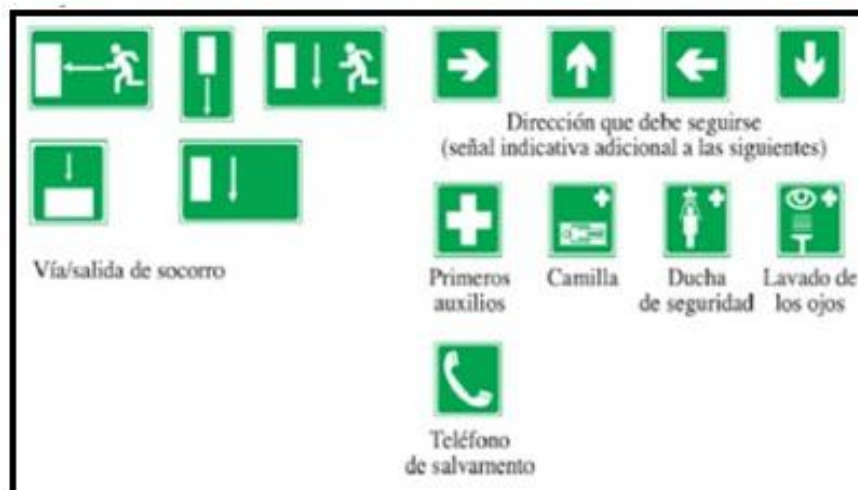 Dirección que debe seguirse
(señal indicativa adicional a las siguientes)
Vía/salida de socorro
Primeros
auxilios
Camilla
Ducha
de seguridad
Lavado de
los ojos
Teléfono
de salvamento